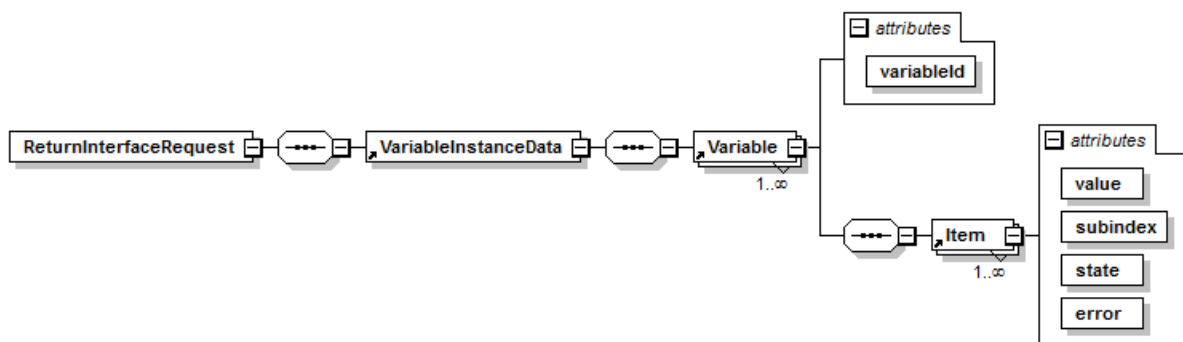 attributes
variableId
ReturnInterfaceRequest
VariableInstanceData
Variable
1..∞
attributes
value
subindex
state
error
Item
1..∞